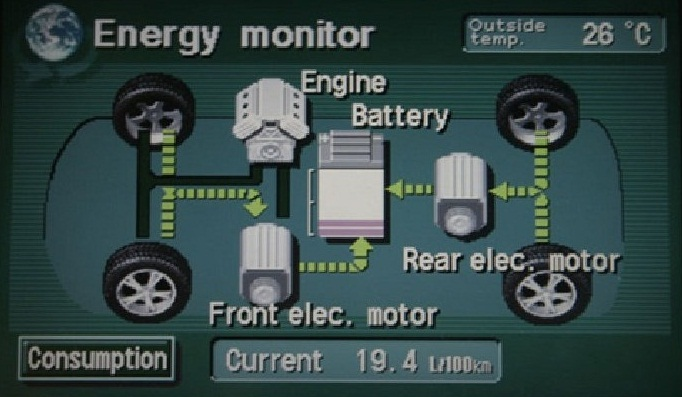 Energy monitor
Outside
temp.
26 °C
Engine
Battery
Rear elec. motor
Front elec. motor
Consumption
Current 19.4 L/100km